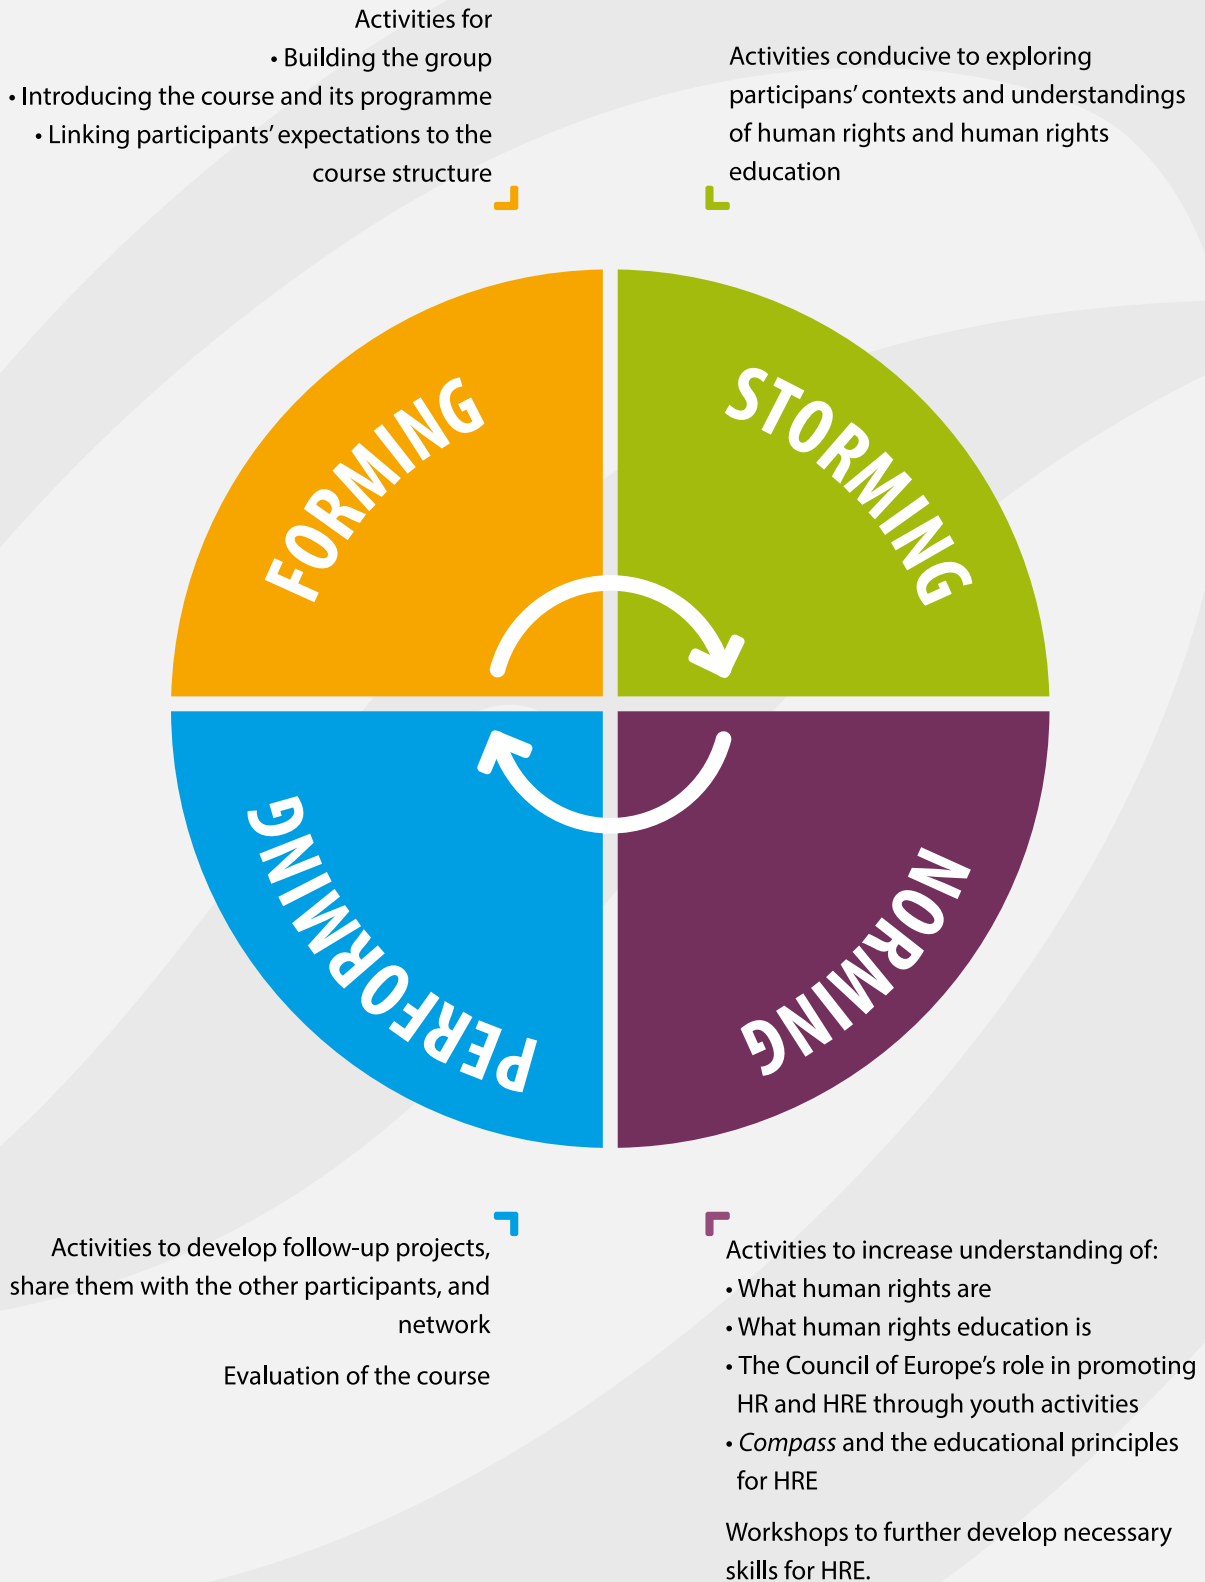 Activities for
• Building the group
• Introducing the course and its programme
• Linking participants’ expectations to the
course structure
Activities conducive to exploring
participans’ contexts and understandings
of human rights and human rights
education
FORMING
STORMING
PERFORMING
NORMING
Activities to develop follow-up projects,
share them with the other participants, and
network
Evaluation of the course
Activities to increase understanding of:
• What human rights are
• What human rights education is
• The Council of Europe’s role in promoting
HR and HRE through youth activities
• Compass and the educational principles
for HRE
Workshops to further develop necessary
skills for HRE.